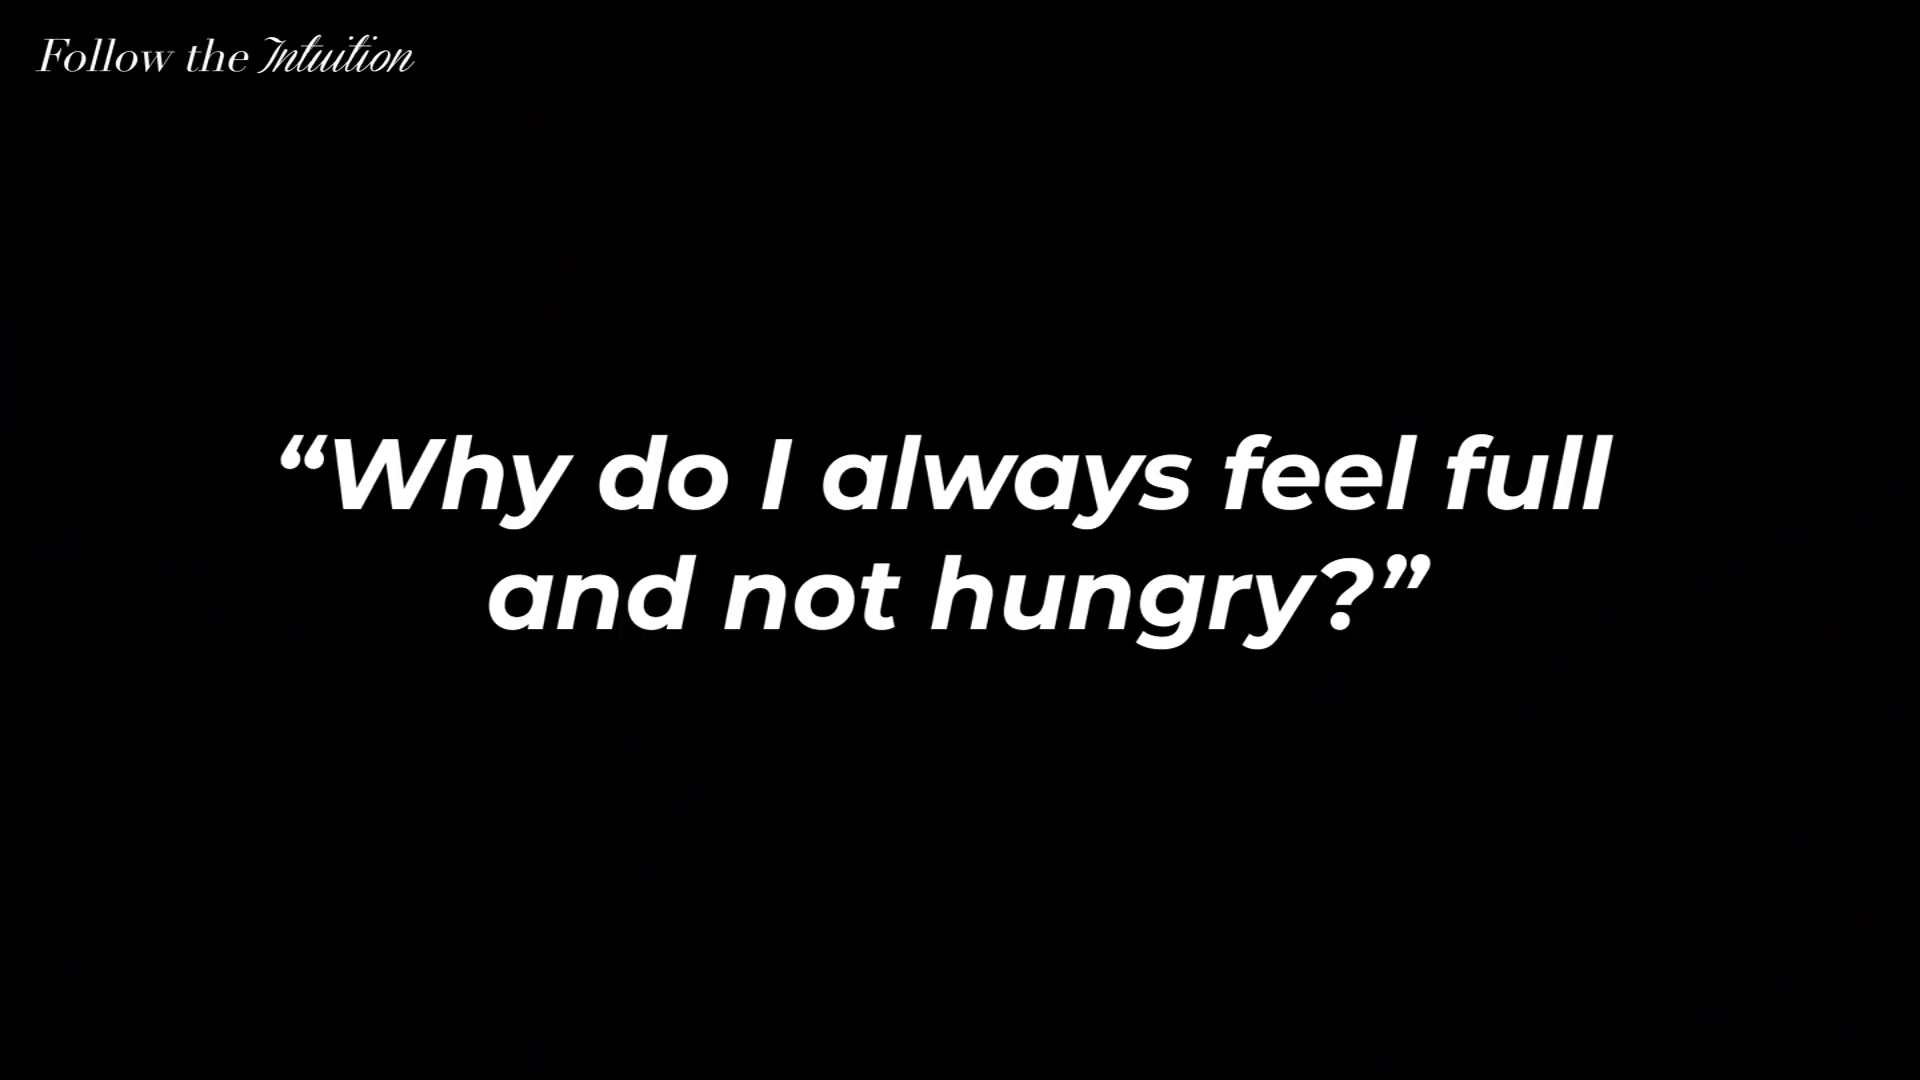 Follow the Intuition
“Why do I always feel full
and not hungry?”